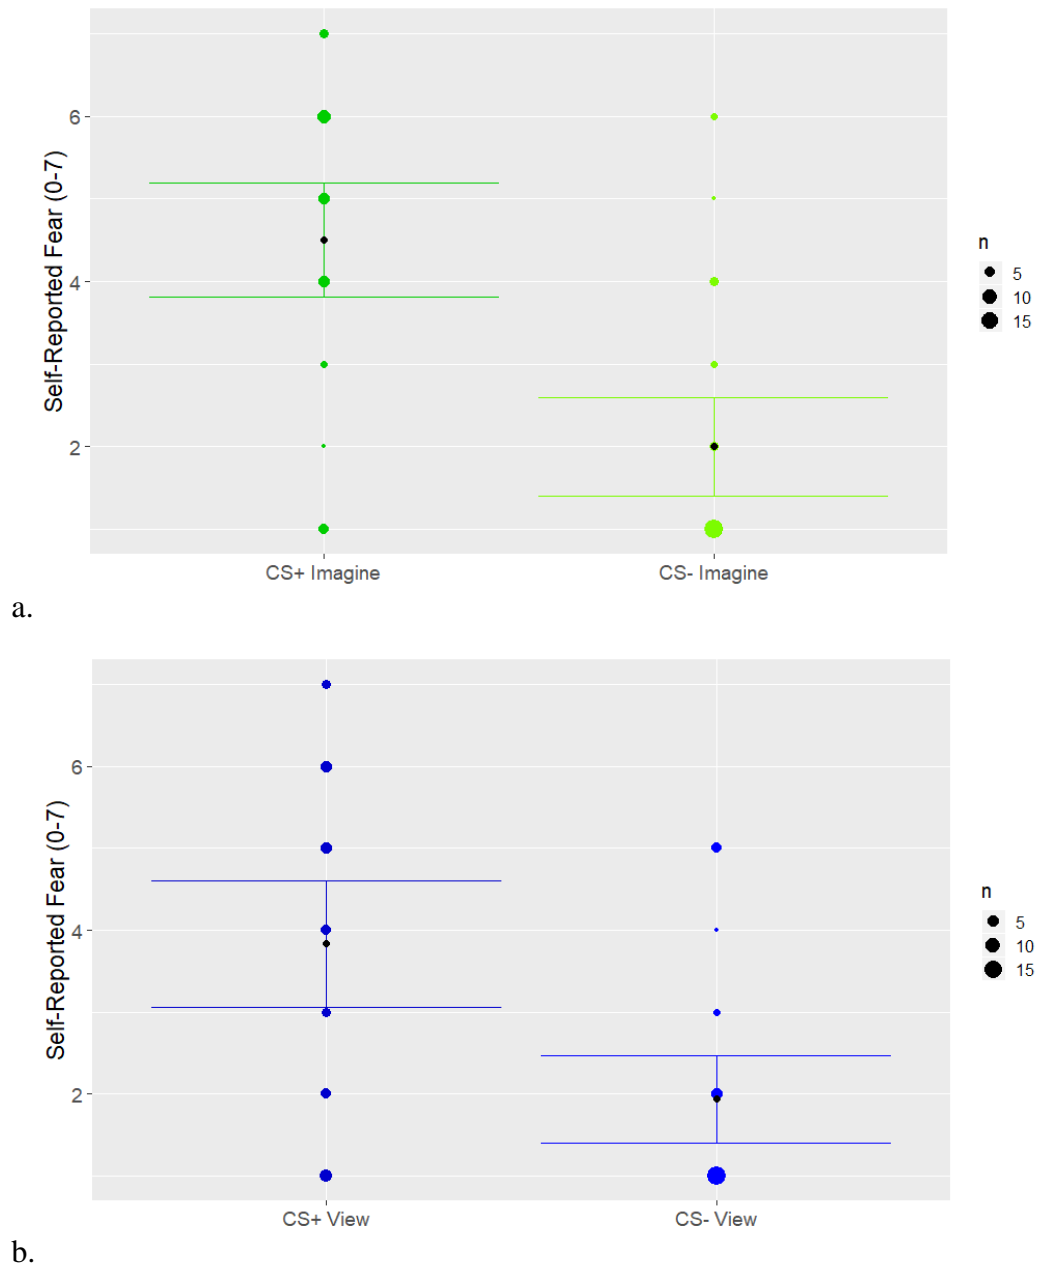 6
4
2
Self-Reported Fear (0-7)
CS+ Imagine
CS- Imagine
n
5
10
15
a.
6
4
2
Self-Reported Fear (0-7)
CS+ View
CS- View
n
5
10
15
b.